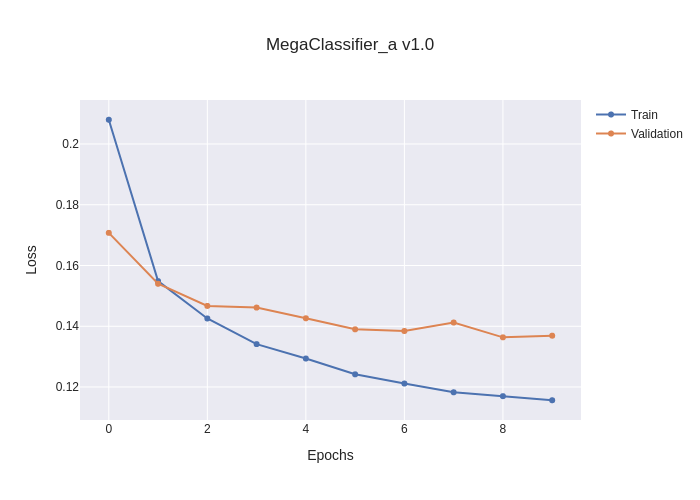 MegaClassifier_a v1.0
Train
Validation
0.2
0.18
0.16
0.14
0.12
Loss
0 2 4 6 8
Epochs